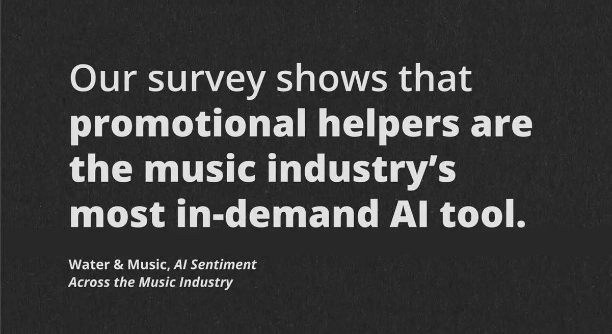 Our survey shows that
promotional helpers are
the music industry’s
most in-demand AI tool.
Water & Music, AI Sentiment
Across the Music Industry